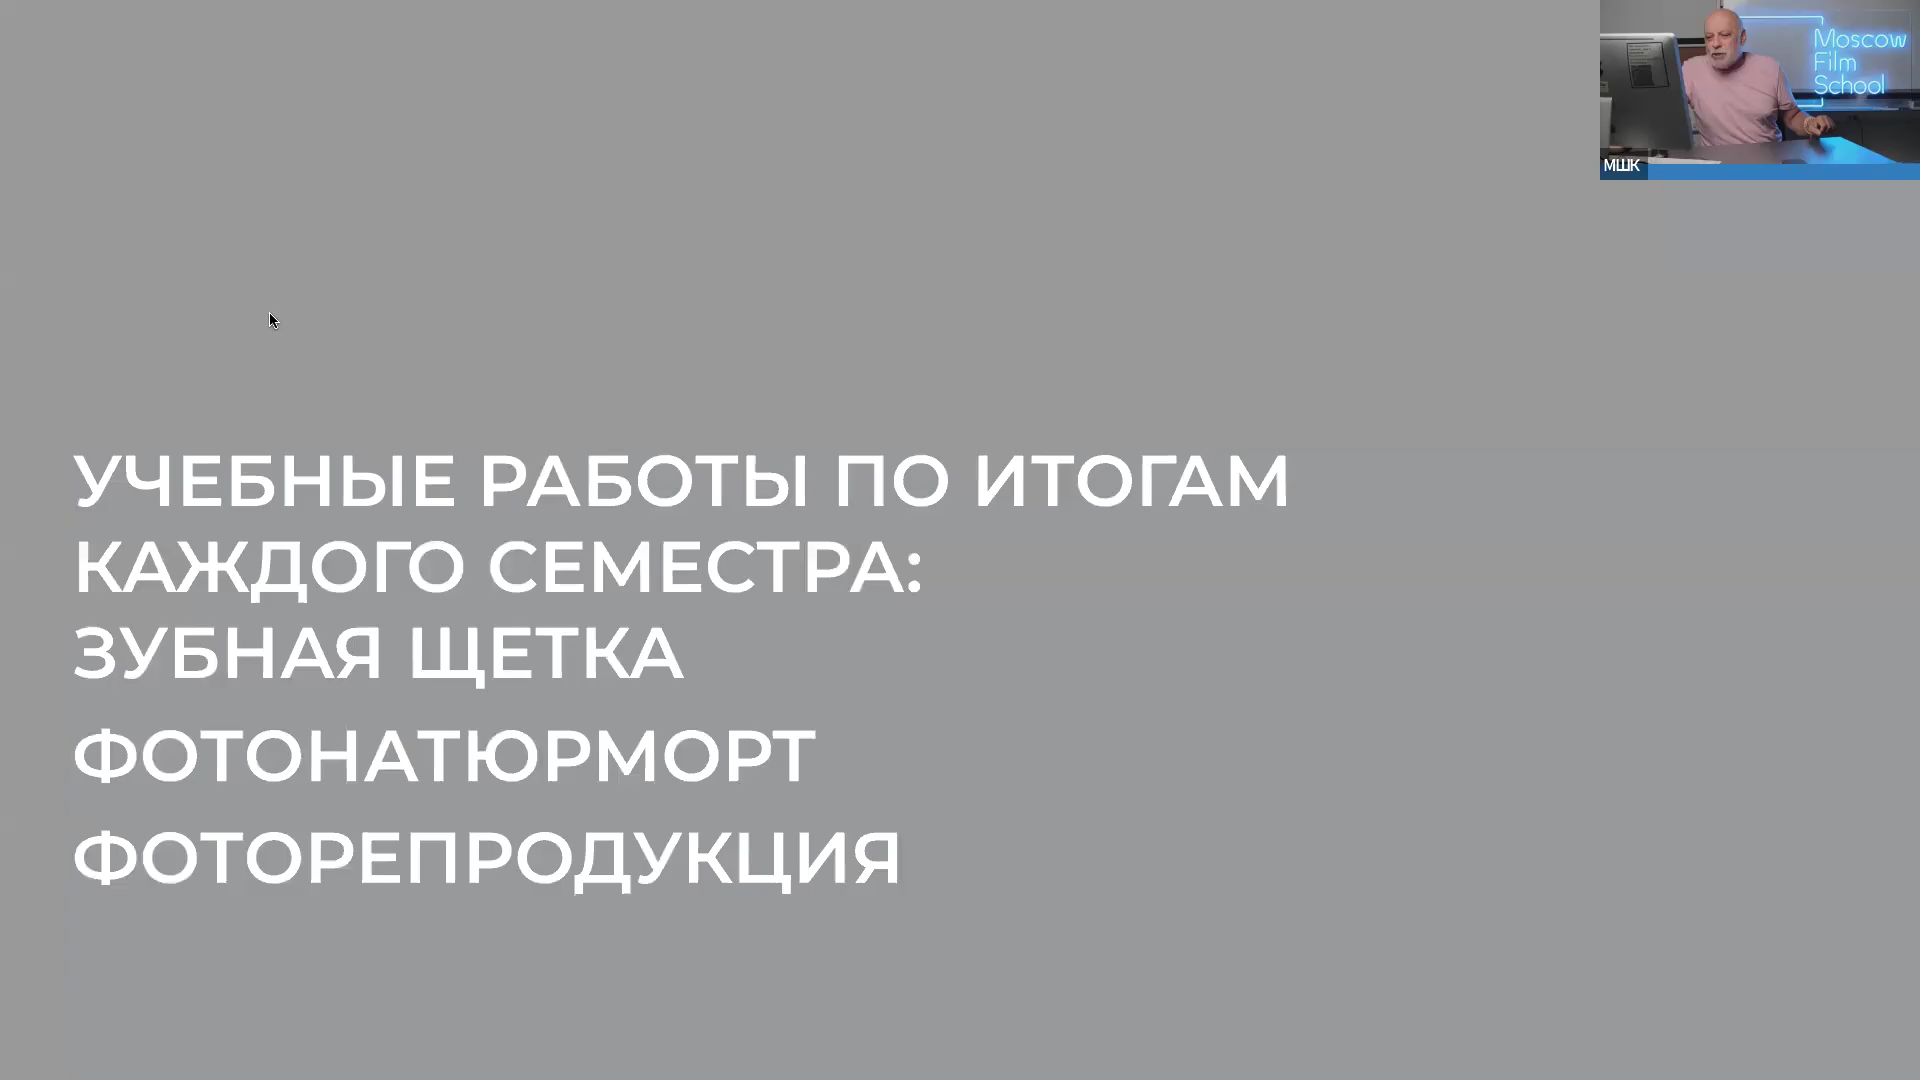 Moscow
Film
School
МШК
УЧЕБНЫЕ РАБОТЫ ПО ИТОГАМ
КАЖДОГО СЕМЕСТРА:
ЗУБНАЯ ЩЕТКА
ФОТОНАТЮРМОРТ
ФОТОРЕПРОДУКЦИЯ